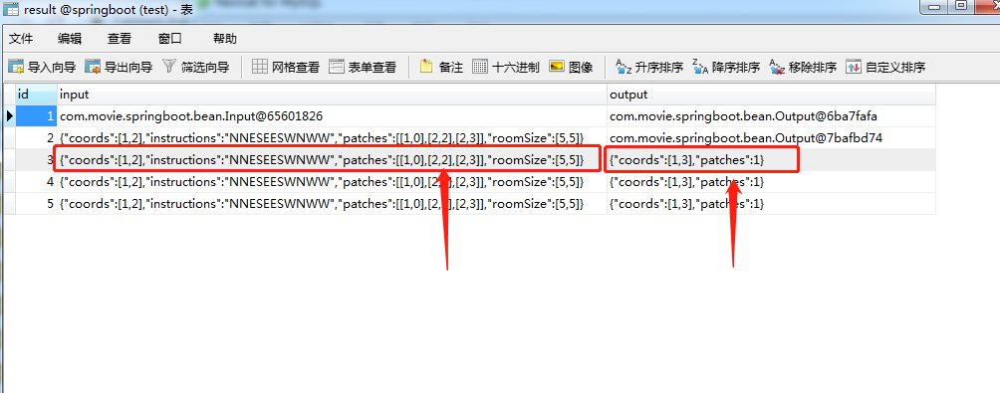 result @springboot (test) - 表
文件 编辑 查看 窗口 帮助
导入向导 导出向导 筛选向导 网格查看 表单查看 备注 十六进制 图像 升序排序 降序排序 移除排序 自定义排序
id input output
1 com.movie.springboot.bean.Input@65601826 com.movie.springboot.bean.Output@6ba7fafa
2 {"coords":[1,2],"instructions":"NNESEESWNWW","patches":[[1,0],[2,2],[2,3]],"roomSize":[5,5]} com.movie.springboot.bean.Output@7bafbd74
3 {"coords":[1,2],"instructions":"NNESEESWNWW","patches":[[1,0],[2,2],[2,3]],"roomSize":[5,5]} {"coords":[1,3],"patches":1}
4 {"coords":[1,2],"instructions":"NNESEESWNWW","patches":[[1,0],[2,2],[2,3]],"roomSize":[5,5]} {"coords":[1,3],"patches":1}
5 {"coords":[1,2],"instructions":"NNESEESWNWW","patches":[[1,0],[2,2],[2,3]],"roomSize":[5,5]} {"coords":[1,3],"patches":1}